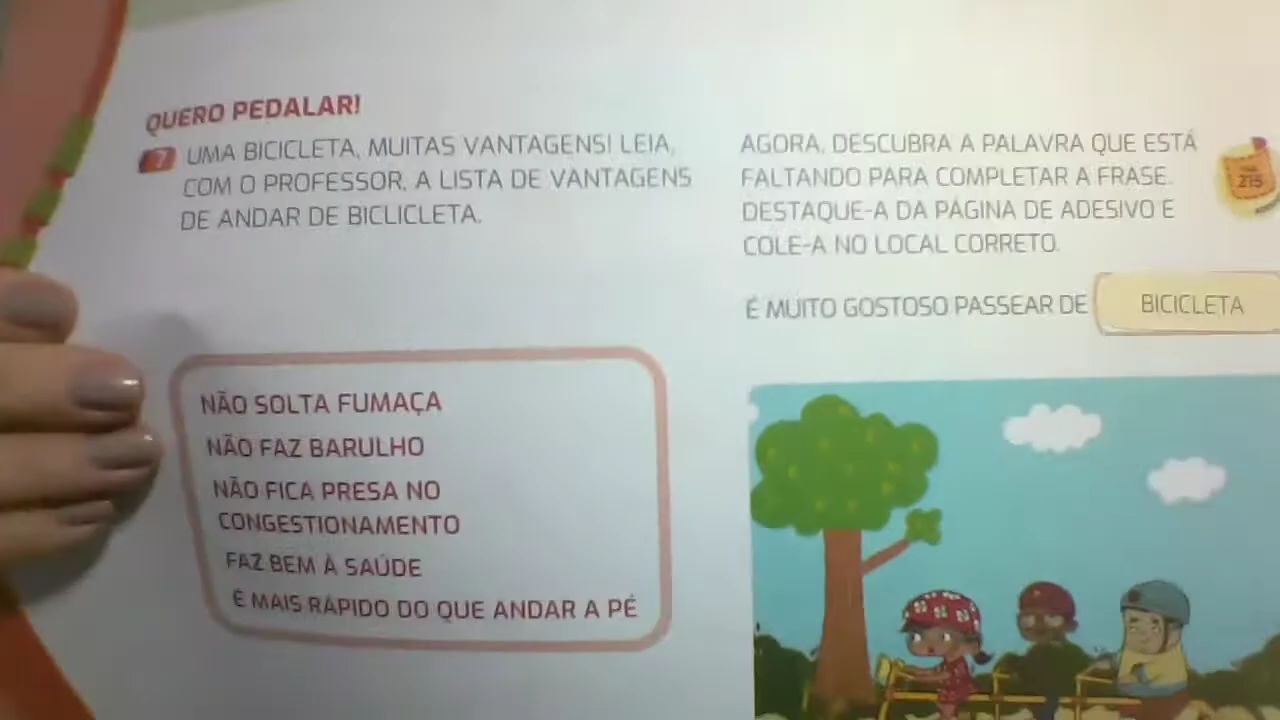 QUERO PEDALAR!
7 UMA BICICLETA, MUITAS VANTAGENS! LEIA,
COM O PROFESSOR, A LISTA DE VANTAGENS
DE ANDAR DE BICLICLETA.
NÃO SOLTA FUMAÇA
NÃO FAZ BARULHO
NÃO FICA PRESA NO
CONGESTIONAMENTO
FAZ BEM À SAÚDE
É MAIS RÁPIDO DO QUE ANDAR A PÉ
AGORA, DESCUBRA A PALAVRA QUE ESTÁ
FALTANDO PARA COMPLETAR A FRASE.
DESTAQUE-A DA PÁGINA DE ADESIVO E
COLE-A NO LOCAL CORRETO.
É MUITO GOSTOSO PASSEAR DE BICICLETA
215